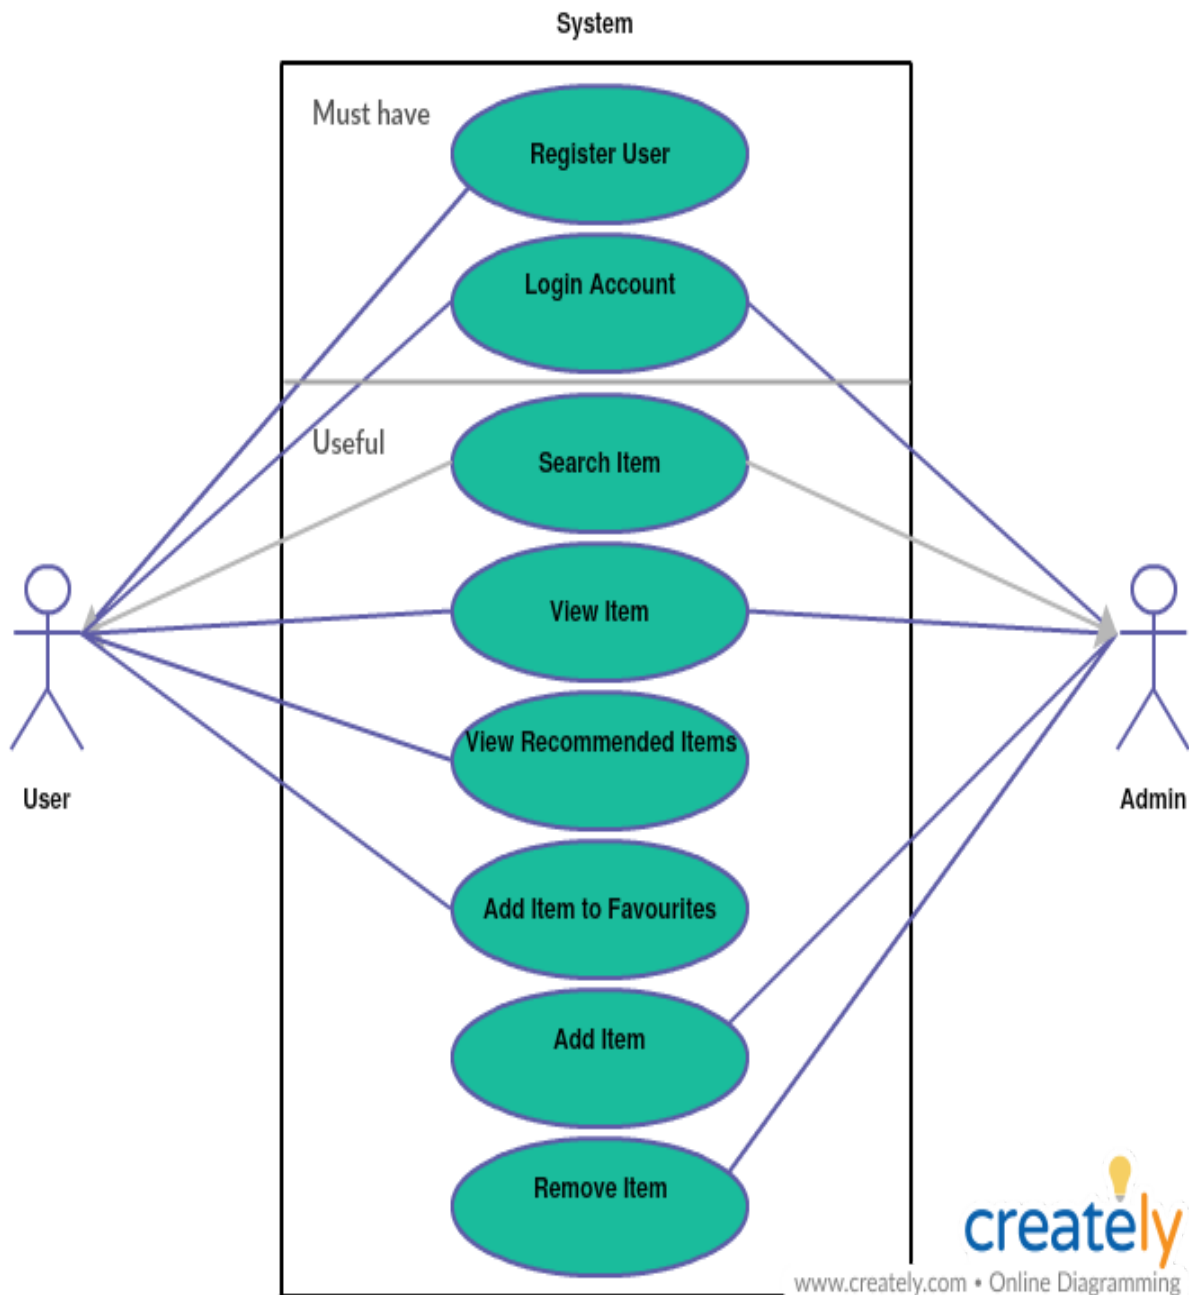 System
Must have
Register User
Login Account
Useful
Search Item
View Item
View Recommended Items
User
Admin
Add Item to Favourites
Add Item
Remove Item
creately
www.creately.com • Online Diagramming